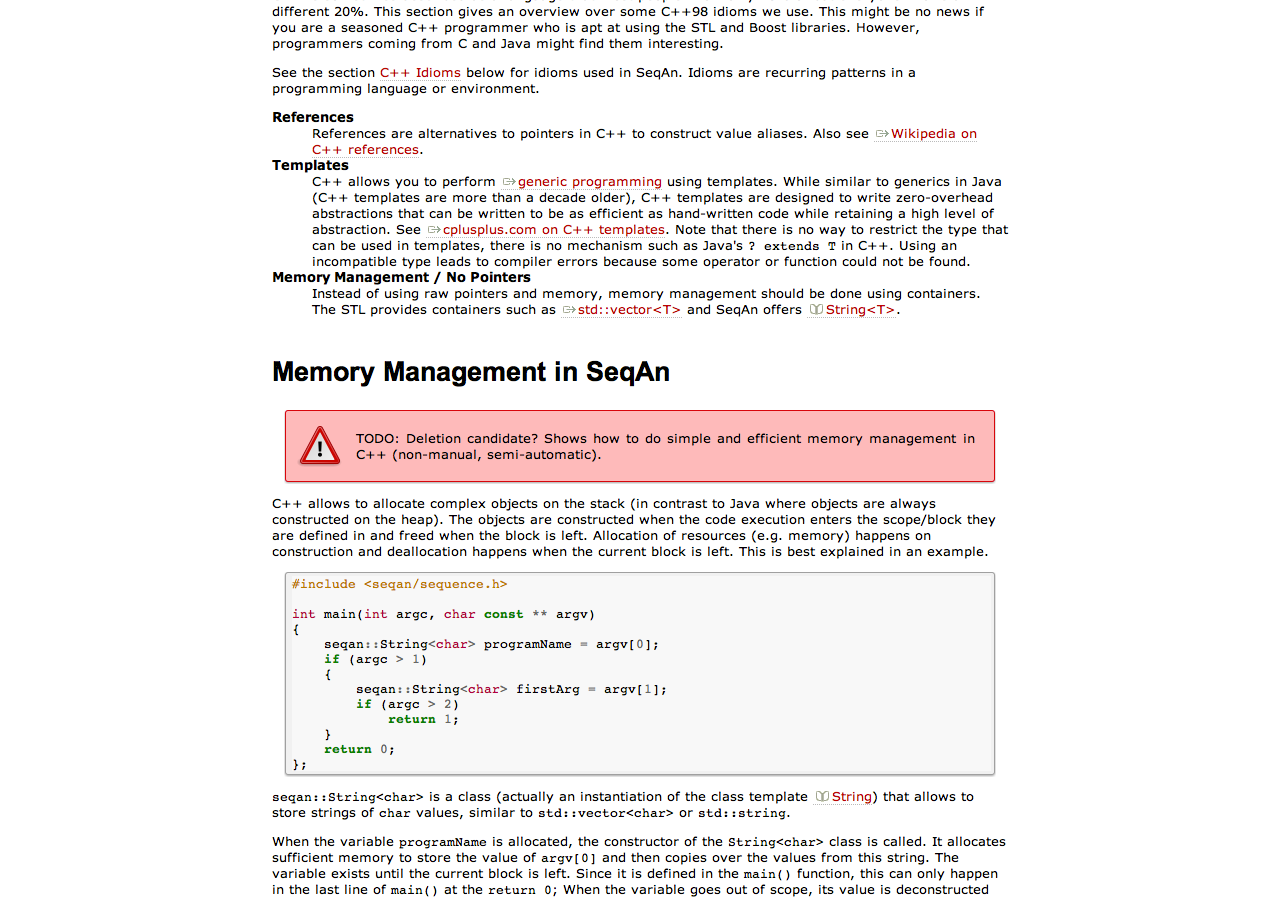 different 20%. This section gives an overview over some C++98 idioms we use. This might be no news if
you are a seasoned C++ programmer who is apt at using the STL and Boost libraries. However,
programmers coming from C and Java might find them interesting.
See the section C++ Idioms below for idioms used in SeqAn. Idioms are recurring patterns in a
programming language or environment.
References
References are alternatives to pointers in C++ to construct value aliases. Also see Wikipedia on
C++ references.
Templates
C++ allows you to perform generic programming using templates. While similar to generics in Java
(C++ templates are more than a decade older), C++ templates are designed to write zero-overhead
abstractions that can be written to be as efficient as hand-written code while retaining a high level of
abstraction. See cplusplus.com on C++ templates. Note that there is no way to restrict the type that
can be used in templates, there is no mechanism such as Java's ? extends T in C++. Using an
incompatible type leads to compiler errors because some operator or function could not be found.
Memory Management / No Pointers
Instead of using raw pointers and memory, memory management should be done using containers.
The STL provides containers such as std::vector<T> and SeqAn offers String<T>.
Memory Management in SeqAn
TODO: Deletion candidate? Shows how to do simple and efficient memory management in
C++ (non-manual, semi-automatic).
C++ allows to allocate complex objects on the stack (in contrast to Java where objects are always
constructed on the heap). The objects are constructed when the code execution enters the scope/block they
are defined in and freed when the block is left. Allocation of resources (e.g. memory) happens on
construction and deallocation happens when the current block is left. This is best explained in an example.
#include <seqan/sequence.h>
int main(int argc, char const ** argv)
{
    seqan::String<char> programName = argv[0];
    if (argc > 1)
    {
        seqan::String<char> firstArg = argv[1];
        if (argc > 2)
            return 1;
    }
    return 0;
};
seqan::String<char> is a class (actually an instantiation of the class template String) that allows to
store strings of char values, similar to std::vector<char> or std::string.
When the variable programName is allocated, the constructor of the String<char> class is called. It allocates
sufficient memory to store the value of argv[0] and then copies over the values from this string. The
variable exists until the current block is left. Since it is defined in the main() function, this can only happen
in the last line of main() at the return 0; When the variable goes out of scope, its value is deconstructed